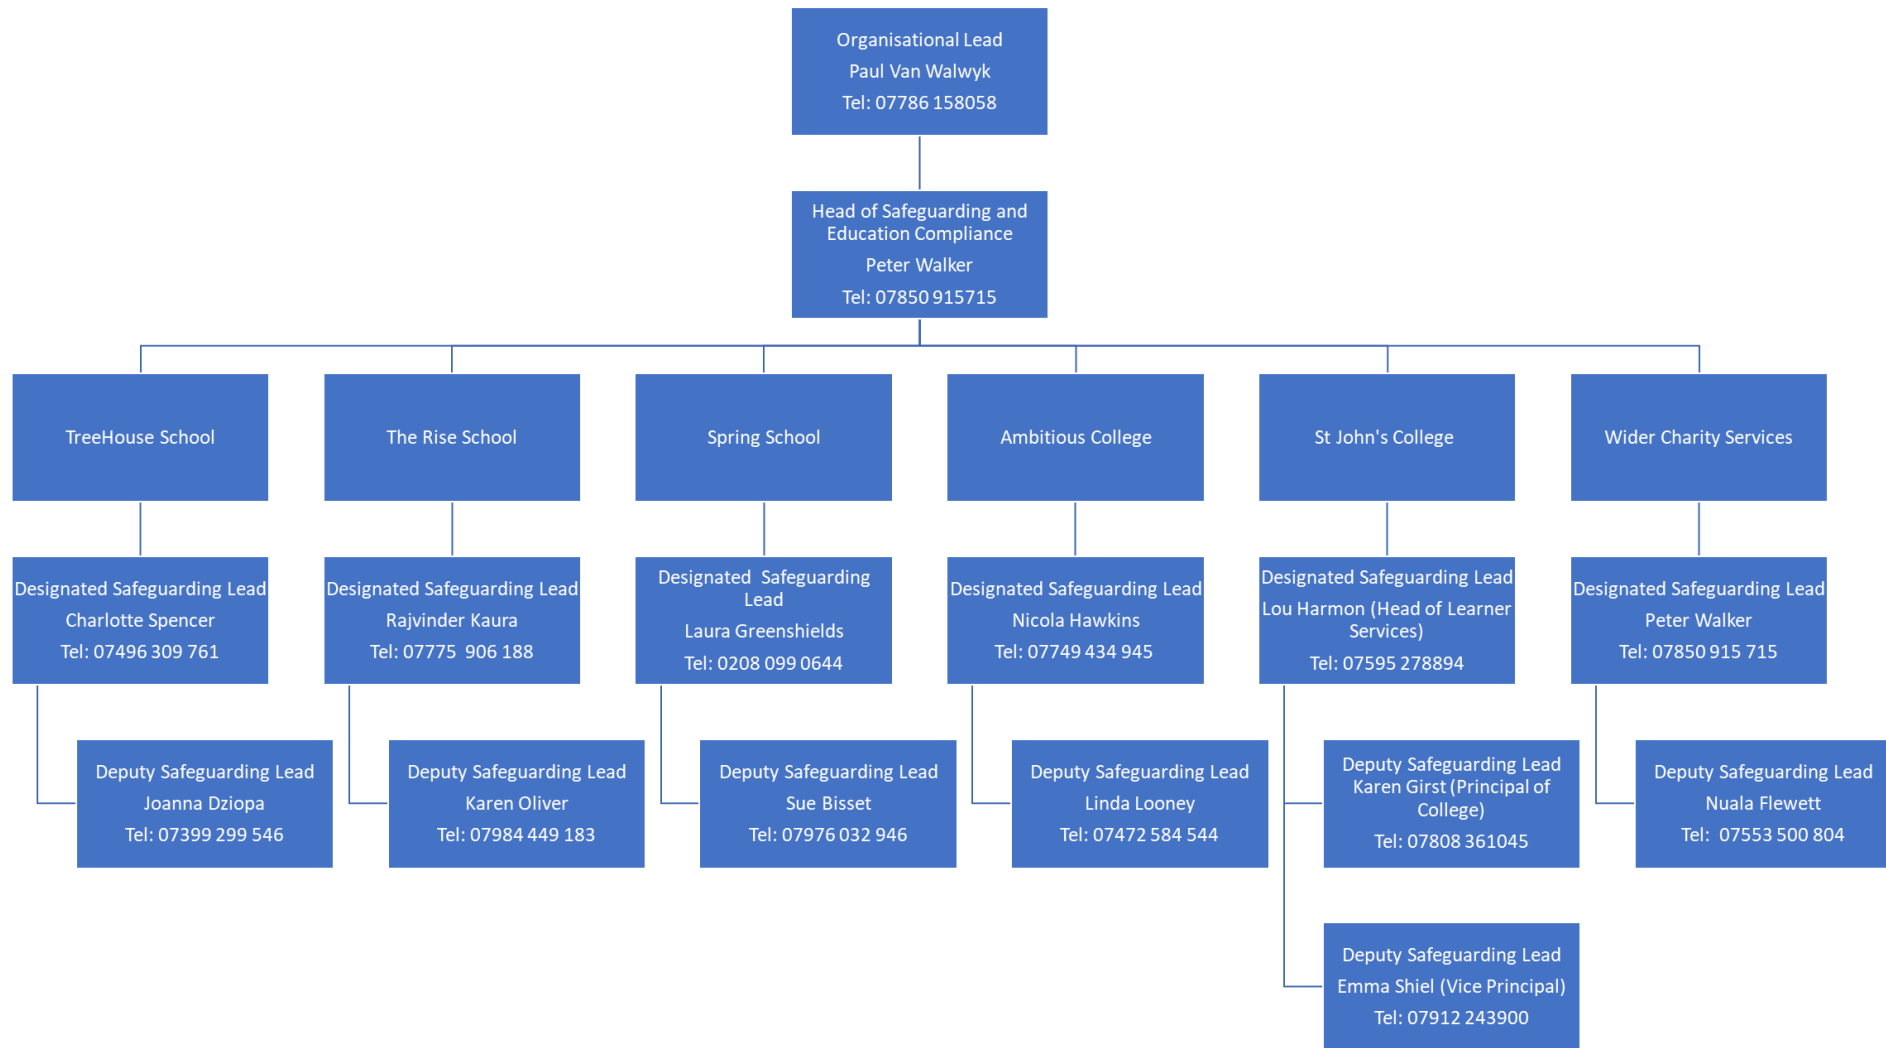 Organisational Lead
Paul Van Walwyk
Tel: 07786 158058
Head of Safeguarding and
Education Compliance
Peter Walker
Tel: 07850 915715
TreeHouse School
The Rise School
Spring School
Ambitious College
St John's College
Wider Charity Services
Designated Safeguarding Lead
Charlotte Spencer
Tel: 07496 309 761
Designated Safeguarding Lead
Rajvinder Kaura
Tel: 07775  906 188
Designated  Safeguarding
Lead
Laura Greenshields
Tel: 0208 099 0644
Designated Safeguarding Lead
Nicola Hawkins
Tel: 07749 434 945
Designated Safeguarding Lead
Lou Harmon (Head of Learner
Services)
Tel: 07595 278894
Designated Safeguarding Lead
Peter Walker
Tel: 07850 915 715
Deputy Safeguarding Lead
Joanna Dziopa
Tel: 07399 299 546
Deputy Safeguarding Lead
Karen Oliver
Tel: 07984 449 183
Deputy Safeguarding Lead
Sue Bisset
Tel: 07976 032 946
Deputy Safeguarding Lead
Linda Looney
Tel: 07472 584 544
Deputy Safeguarding Lead
Karen Girst (Principal of
College)
Tel: 07808 361045
Deputy Safeguarding Lead
Nuala Flewett
Tel:  07553 500 804
Deputy Safeguarding Lead
Emma Shiel (Vice Principal)
Tel: 07912 243900